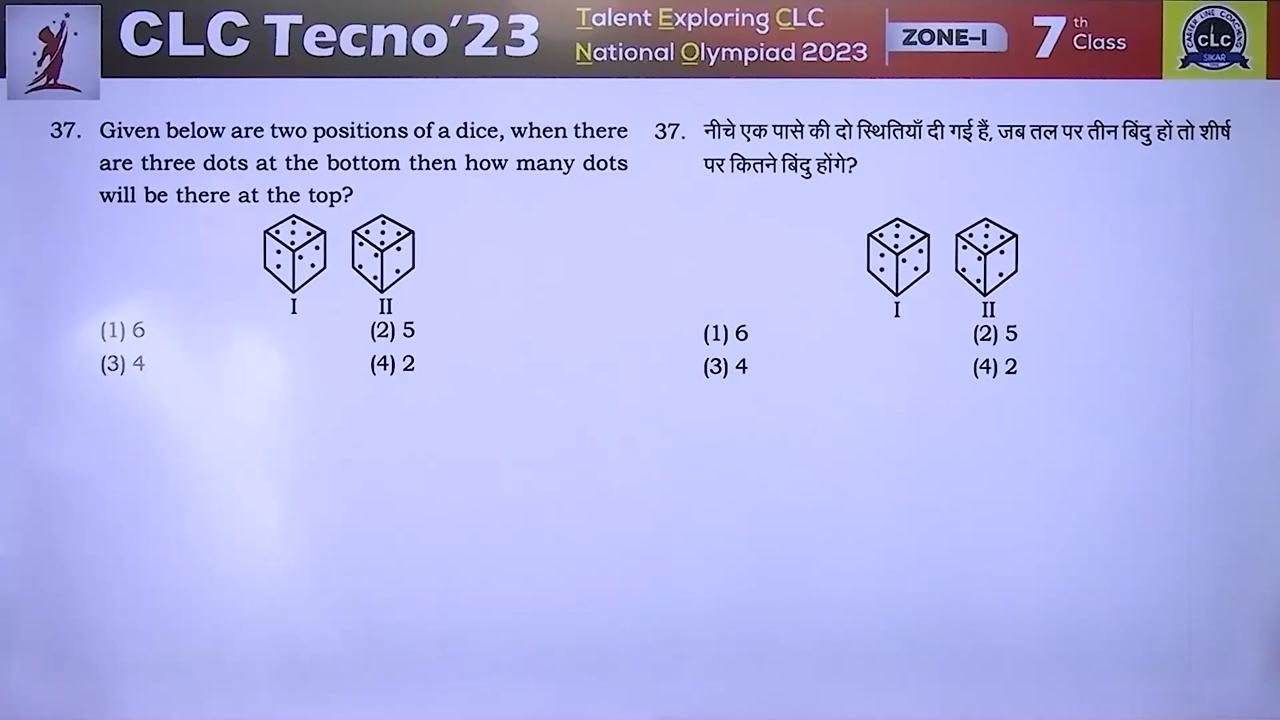 CLC Tecno'23
Talent Exploring CLC
National Olympiad 2023
ZONE-I
7th Class
CLC
SIKAR
37. Given below are two positions of a dice, when there
are three dots at the bottom then how many dots
will be there at the top?
I II
(1) 6 (2) 5
(3) 4 (4) 2
37. नीचे एक पासे की दो स्थितियाँ दी गई हैं, जब तल पर तीन बिंदु हों तो शीर्ष
पर कितने बिंदु होंगे?
I II
(1) 6 (2) 5
(3) 4 (4) 2